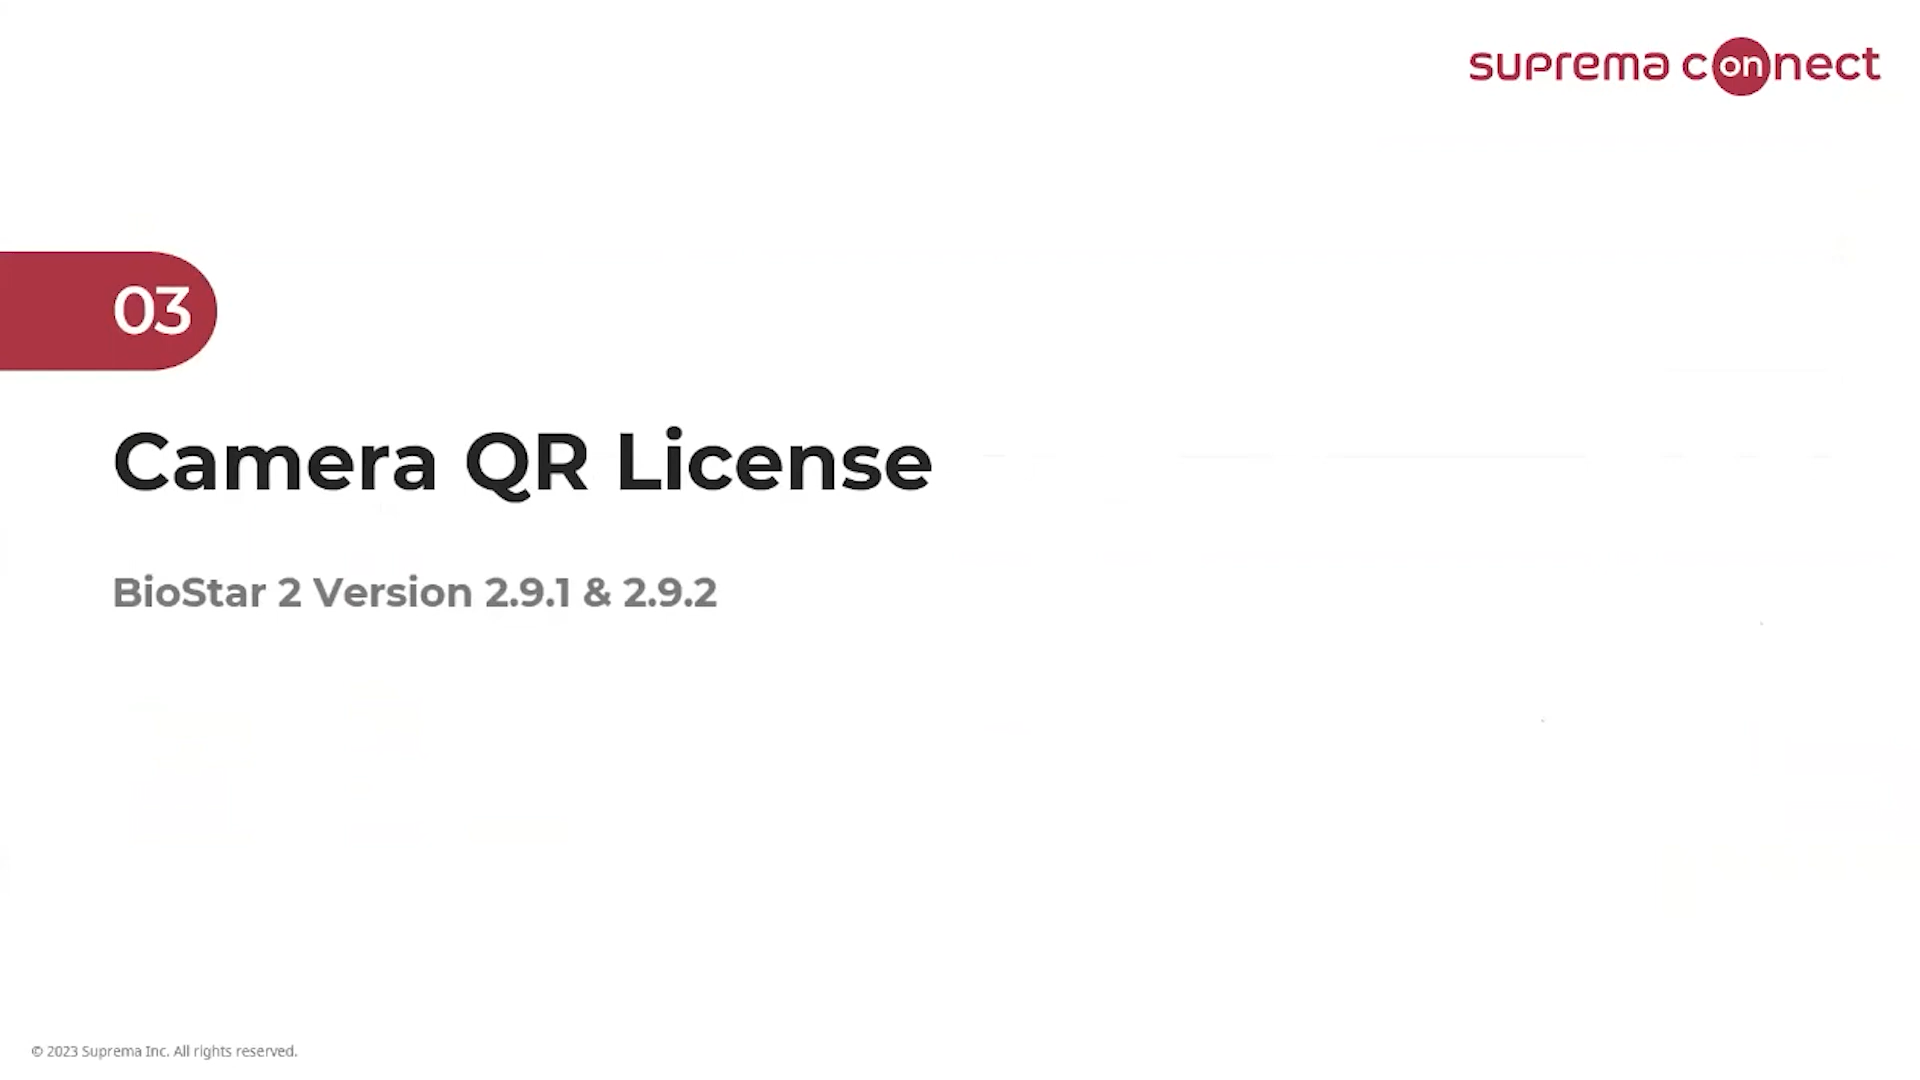 suprema connect
03
Camera QR License
BioStar 2 Version 2.9.1 & 2.9.2
© 2023 Suprema Inc. All rights reserved.